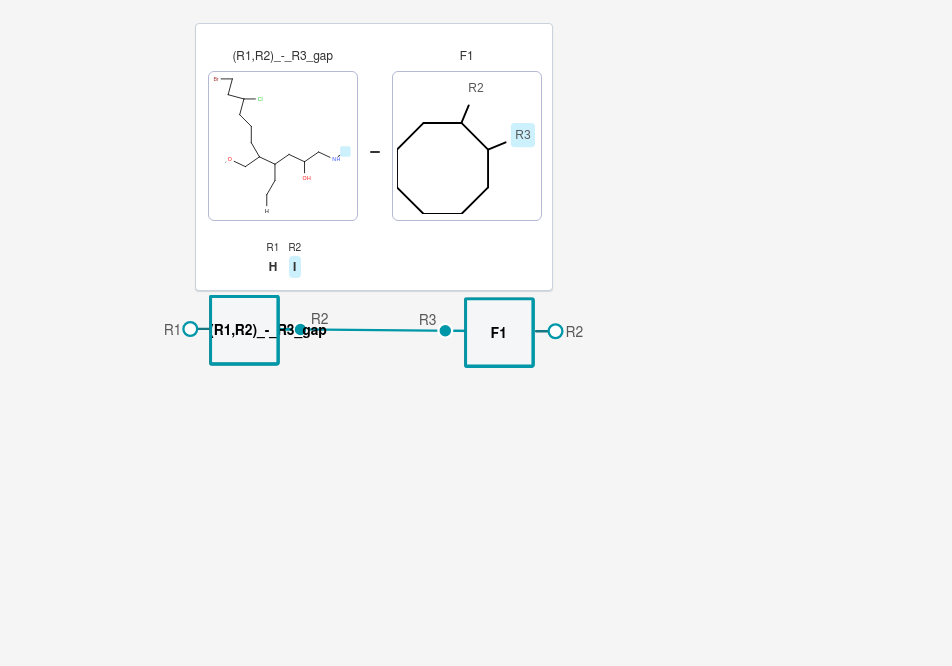 (R1,R2)_-_R3_gap F1
Br
Cl
R2
R3
O
NH
OH
H
–
R1 R2
H I
R1 (R1,R2)_-_R3_gap R2 R3 F1 R2